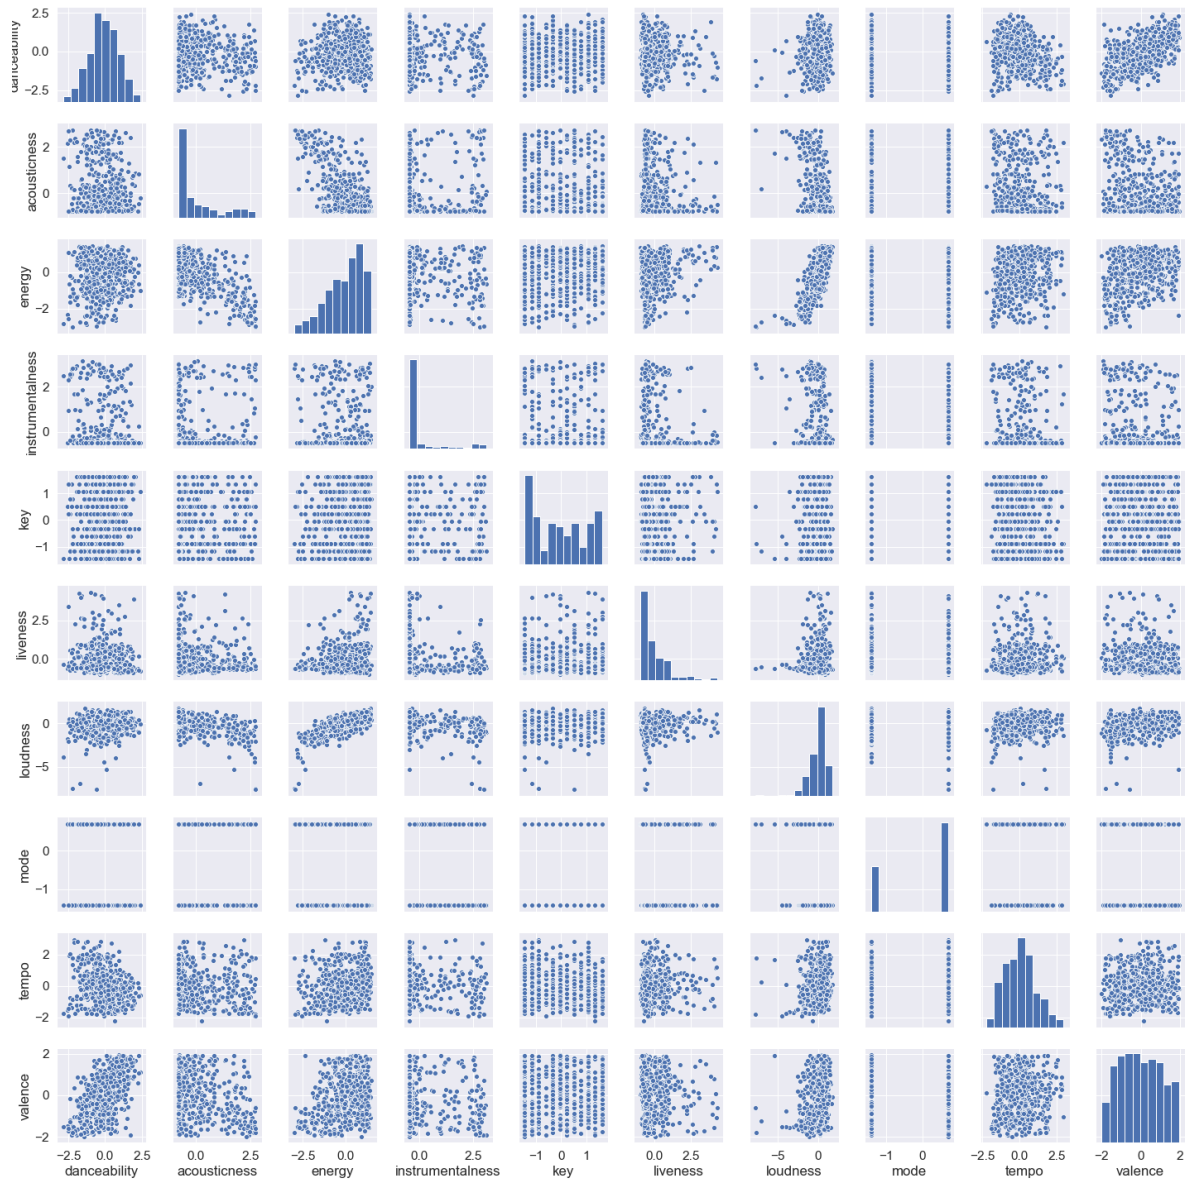 2.5
0.0
−2.5
danceability
2
0
acousticness
0
−2
energy
2
0
instrumentalness
1
0
−1
key
2.5
0.0
liveness
0
−5
loudness
0
−1
mode
2
0
−2
tempo
2
0
−2
valence
−2.5 0.0 2.5 0.0 2.5 −2.5 0.0 0.0 2.5 −1 0 1 0.0 2.5 −5 0 −1 0 −2.5 0.0 2.5 −2 0 2
danceability acousticness energy instrumentalness key liveness loudness mode tempo valence